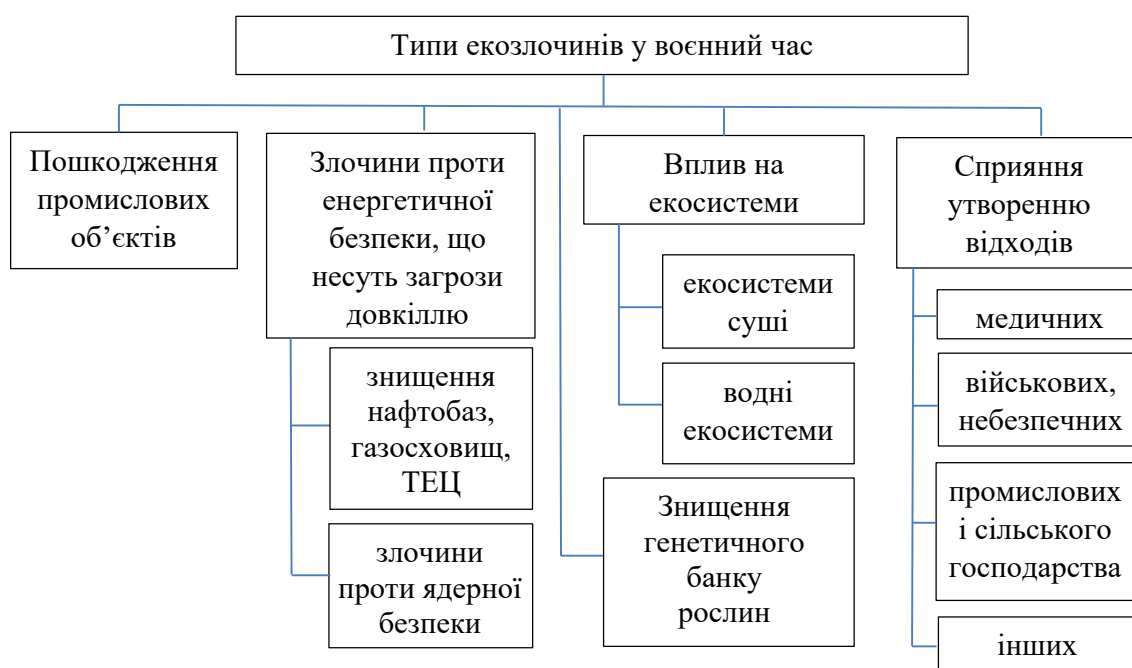 Типи екозлочинів у воєнний час
Пошкодження
промислових
об’єктів
Злочини проти
енергетичної
безпеки, що
несуть загрози
довкіллю
знищення
нафтобаз,
газосховищ,
ТЕЦ
злочини
проти ядерної
безпеки
Вплив на
екосистеми
екосистеми
суші
водні
екосистеми
Знищення
генетичного
банку
рослин
Сприяння
утворенню
відходів
медичних
військових,
небезпечних
промислових
і сільського
господарства
інших